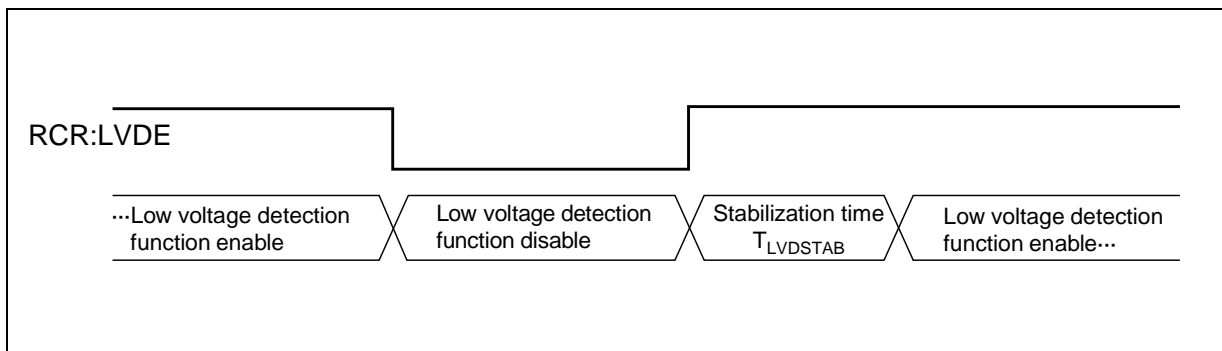 RCR:LVDE
···Low voltage detection
function enable
Low voltage detection
function disable
Stabilization time
TLVDSTAB
Low voltage detection
function enable···